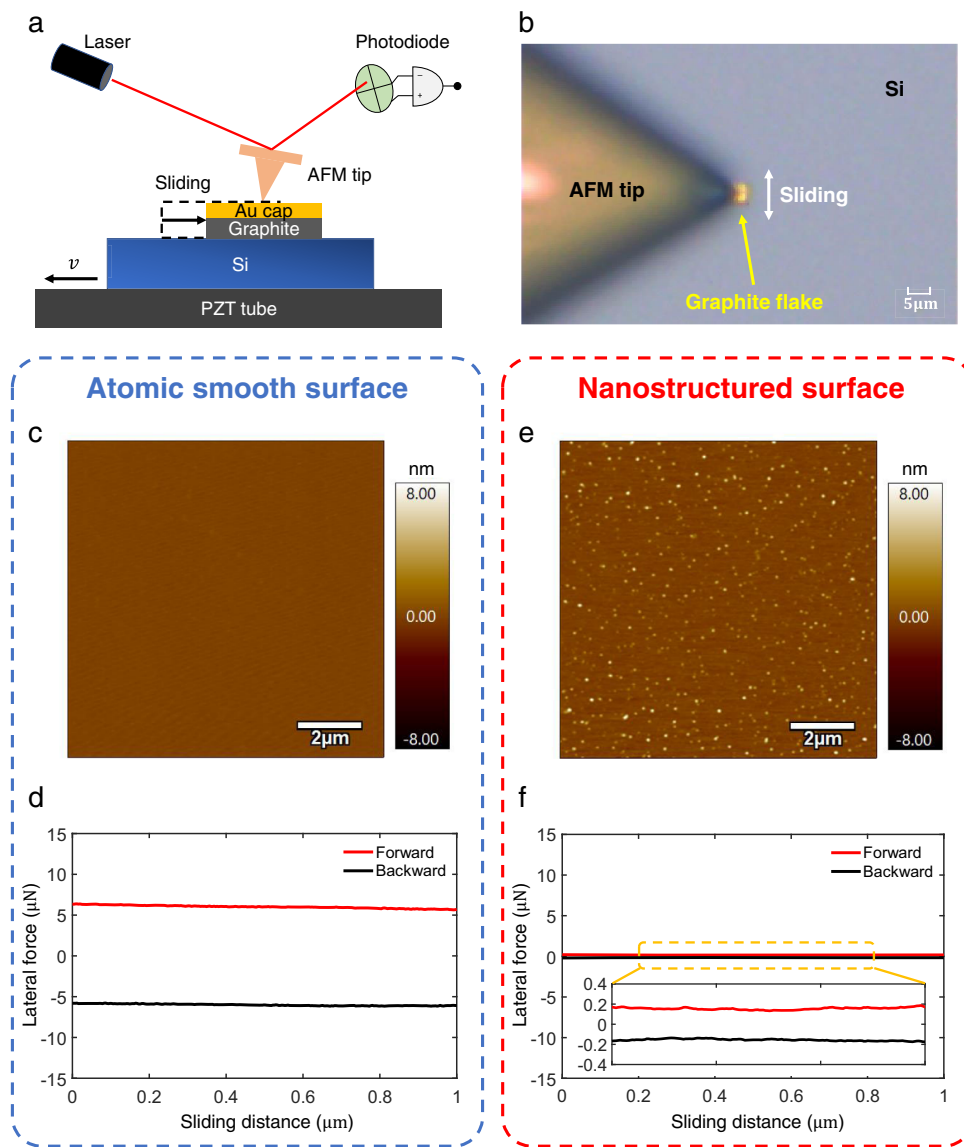 a
Laser
Photodiode
−
+
AFM tip
Sliding
Au cap
Graphite
v
Si
PZT tube
b
Si
AFM tip
Sliding
Graphite flake
5μm
Atomic smooth surface
c
nm
8.00
0.00
-8.00
2μm
d
15
10
5
0
-5
-10
-15
Lateral force (μN)
Forward
Backward
0
0.2
0.4
0.6
0.8
1
Sliding distance (μm)
Nanostructured surface
e
nm
8.00
0.00
-8.00
2μm
f
15
10
5
0
-5
-10
-15
Lateral force (μN)
Forward
Backward
0.4
0.2
0
-0.2
-0.4
0
0.2
0.4
0.6
0.8
1
Sliding distance (μm)